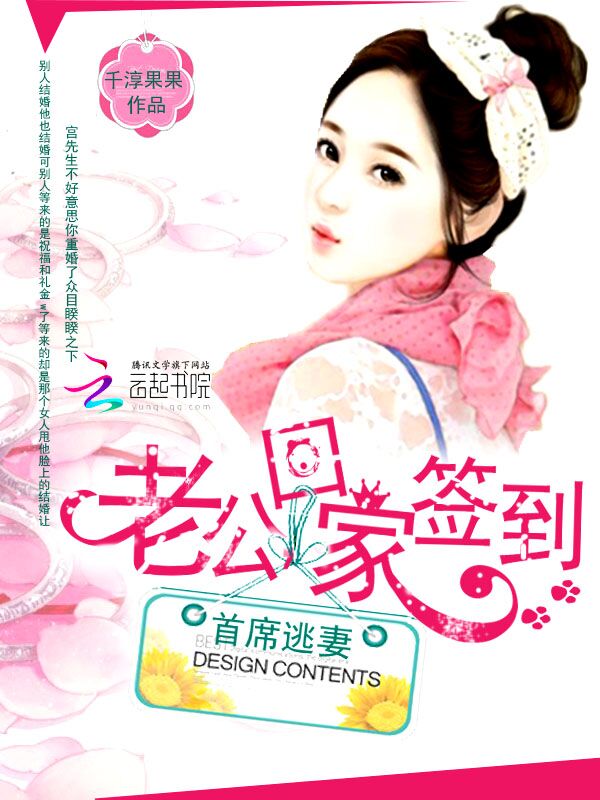 千淳果果
作品
宫先生不好意思你重婚了众目睽睽之下
别人结婚他也结婚可别人等来的是祝福和礼金
了等来的却是那个女人甩他脸上的结婚让
腾讯文学旗下网站
云起书院
yunqi.qq.com
老公回家签到
首席逃妻
DESIGN CONTENTS